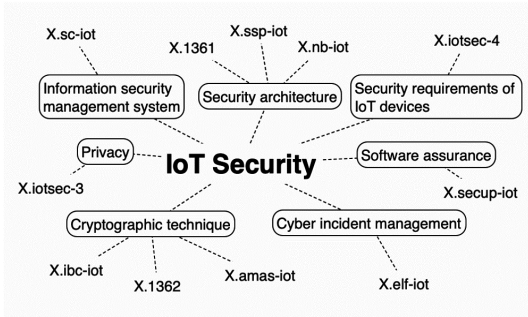 X.sc-iot
X.1361
X.ssp-iot
X.nb-iot
X.iotsec-4
Information security
management system
Security architecture
Security requirements of
IoT devices
Privacy
IoT Security
Software assurance
X.iotsec-3
X.secup-iot
Cryptographic technique
Cyber incident management
X.ibc-iot
X.1362
X.amas-iot
X.elf-iot